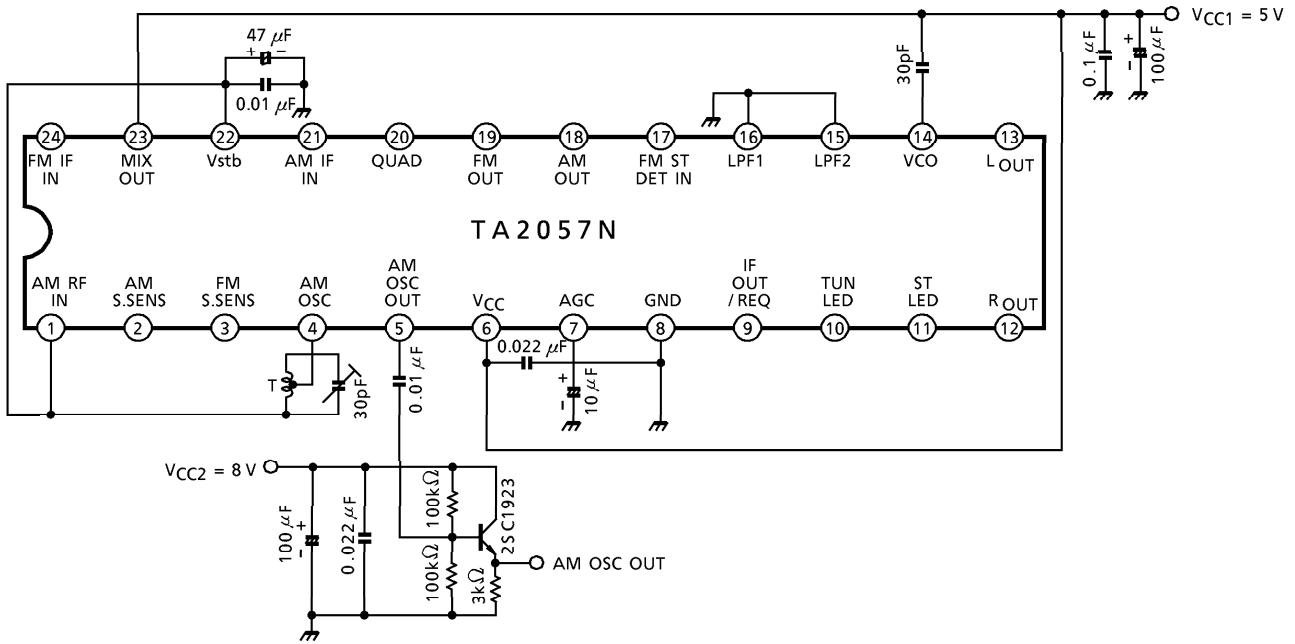 VCC1 = 5 V
47 μF
+ −
0.01 μF
30pF
0.1 μF
+
-
100 μF
24 23 22 21 20 19 18 17 16 15 14 13
FM IF IN
MIX OUT
Vstb
AM IF IN
QUAD
FM OUT
AM OUT
FM ST DET IN
LPF1
LPF2
VCO
L OUT
TA2057N
AM RF IN
AM S.SENS
FM S.SENS
AM OSC
AM OSC OUT
VCC
AGC
GND
IF OUT / REQ
TUN LED
ST LED
R OUT
1 2 3 4 5 6 7 8 9 10 11 12
T
30pF
0.01 μF
0.022 μF
+
-
10 μF
VCC2 = 8 V
100 μF
+
-
0.022 μF
100kΩ
100kΩ
2SC1923
3kΩ
AM OSC OUT